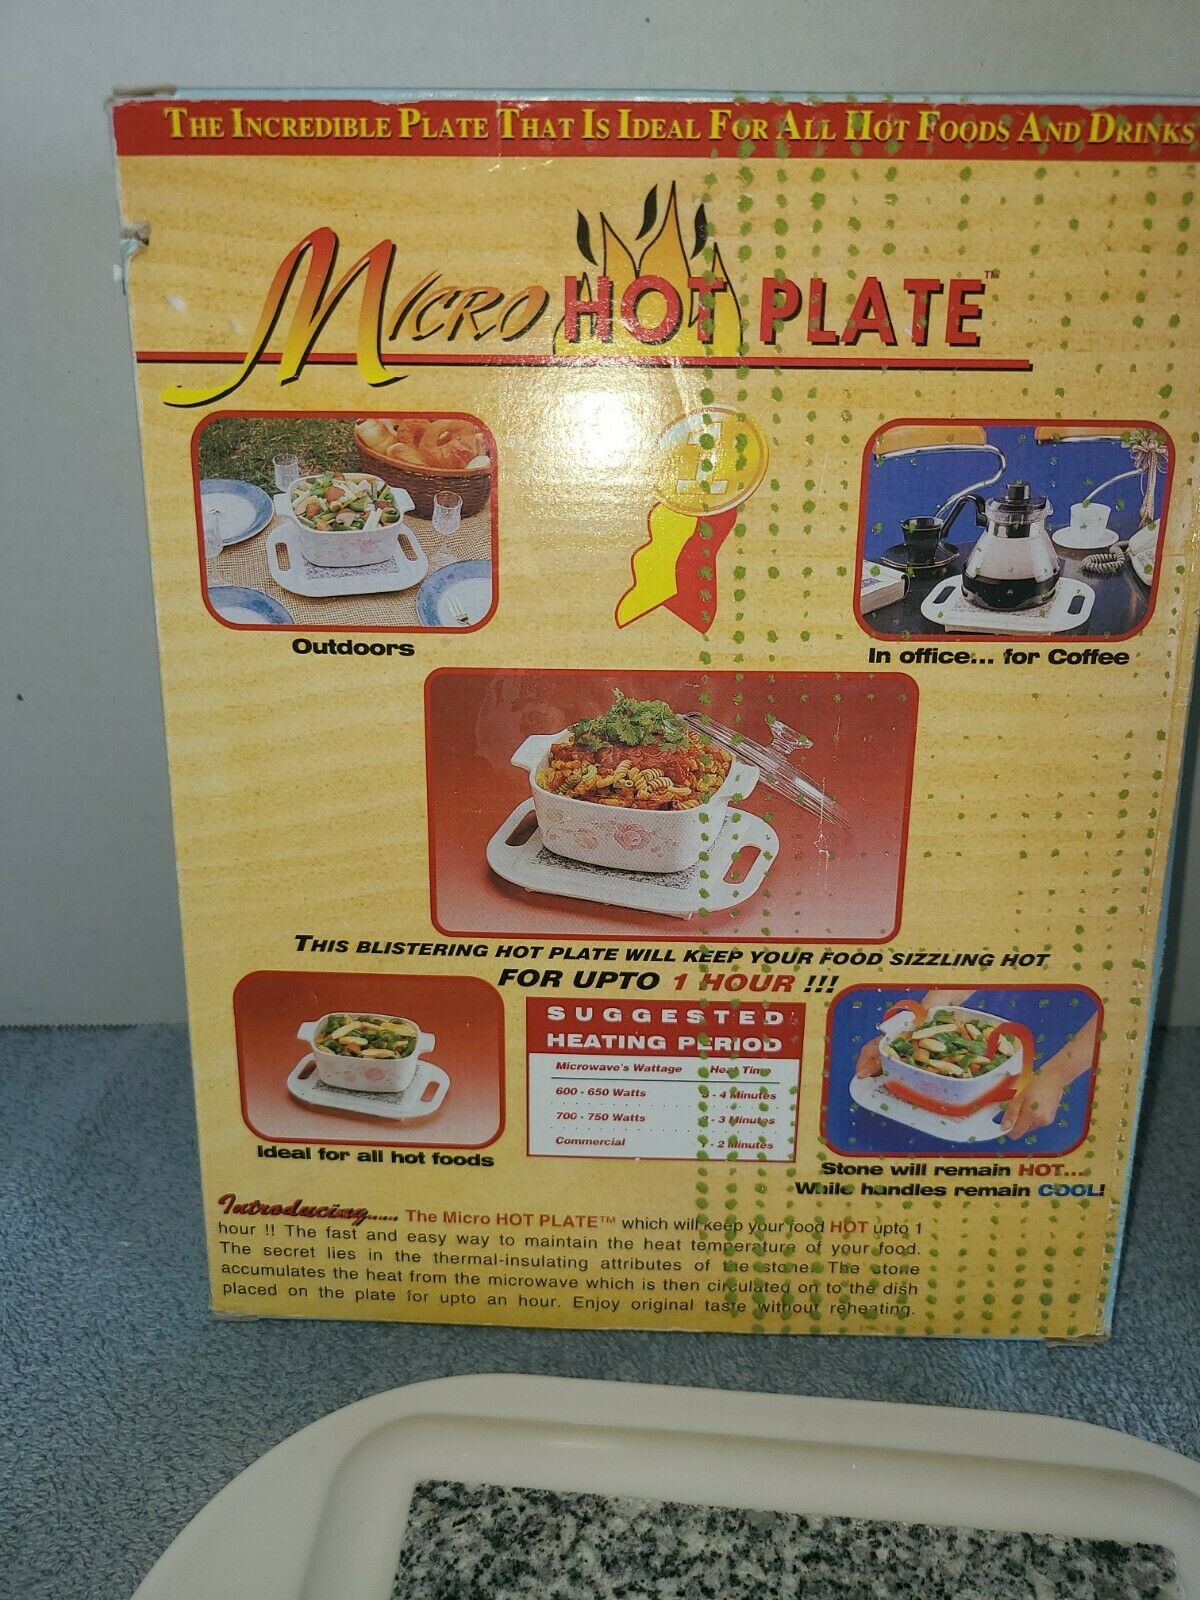 THE INCREDIBLE PLATE THAT IS IDEAL FOR ALL HOT FOODS AND DRINKS
MICRO HOT PLATE™
1
Outdoors
In office... for Coffee
THIS BLISTERING HOT PLATE WILL KEEP YOUR FOOD SIZZLING HOT
FOR UPTO 1 HOUR !!!
SUGGESTED
HEATING PERIOD
Microwave's Wattage Heat Time
600 - 650 Watts 3 - 4 Minutes
700 - 750 Watts 2 - 3 Minutes
Commercial 1 - 2 Minutes
Ideal for all hot foods
Stone will remain HOT...
While handles remain COOL!
Introducing..... The Micro HOT PLATE™ which will keep your food HOT upto 1
hour !! The fast and easy way to maintain the heat temperature of your food.
The secret lies in the thermal-insulating attributes of the stone. The stone
accumulates the heat from the microwave which is then circulated on to the dish
placed on the plate for upto an hour. Enjoy original taste without reheating.